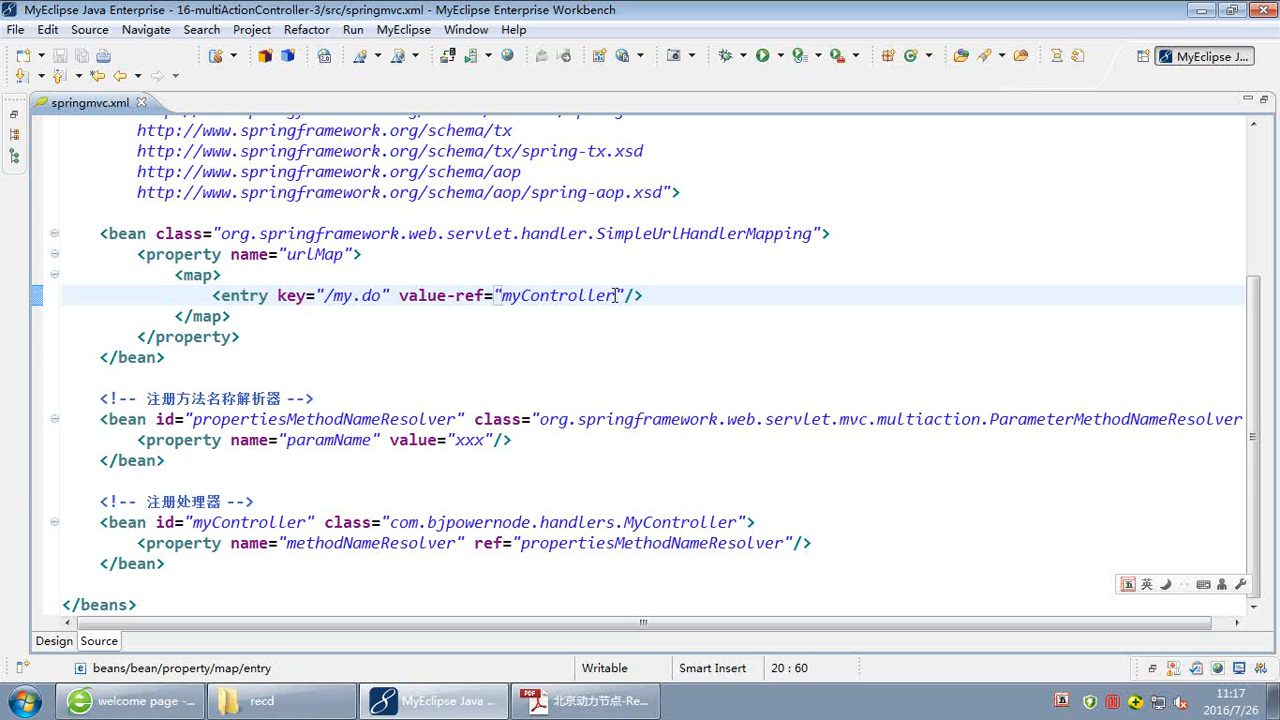 MyEclipse Java Enterprise - 16-multiActionController-3/src/springmvc.xml - MyEclipse Enterprise Workbench
File Edit Source Navigate Search Project Refactor Run MyEclipse Window Help
MyEclipse J...
springmvc.xml
http://www.springframework.org/schema/tx
http://www.springframework.org/schema/tx/spring-tx.xsd
http://www.springframework.org/schema/aop
http://www.springframework.org/schema/aop/spring-aop.xsd">
<bean class="org.springframework.web.servlet.handler.SimpleUrlHandlerMapping">
<property name="urlMap">
<map>
<entry key="/my.do" value-ref="myController"/>
</map>
</property>
</bean>
<!-- 注册方法名称解析器 -->
<bean id="propertiesMethodNameResolver" class="org.springframework.web.servlet.mvc.multiaction.ParameterMethodNameResolver
<property name="paramName" value="xxx"/>
</bean>
<!-- 注册处理器 -->
<bean id="myController" class="com.bjpowernode.handlers.MyController">
<property name="methodNameResolver" ref="propertiesMethodNameResolver"/>
</bean>
五 英
</beans>
Design Source
beans/bean/property/map/entry Writable Smart Insert 20 : 60
welcome page -... recd MyEclipse Java E... 北京动力节点-Re... 11:17
2016/7/26